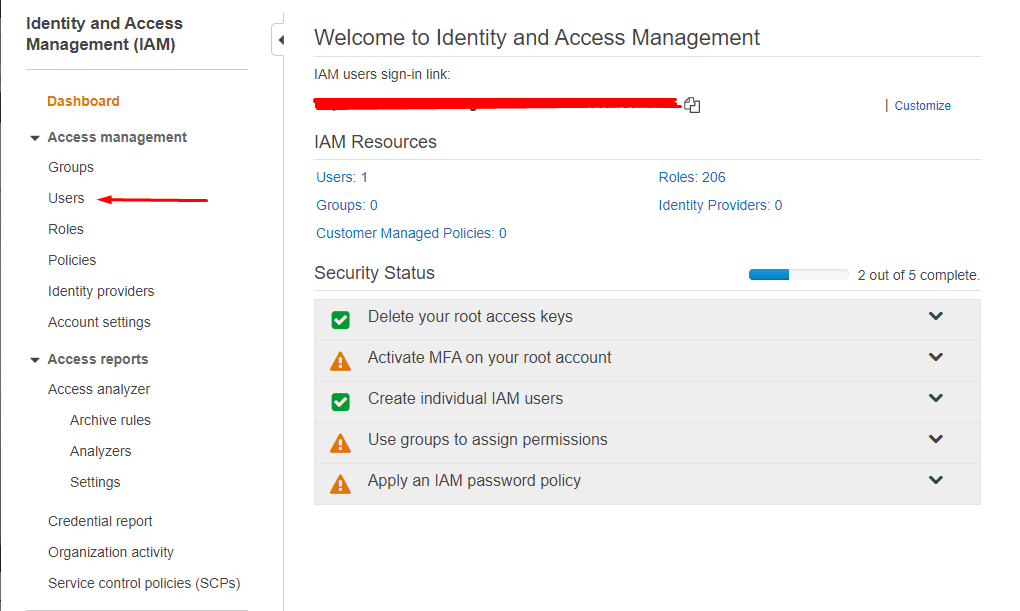 Identity and Access
Management (IAM)
Dashboard
Access management
Groups
Users
Roles
Policies
Identity providers
Account settings
Access reports
Access analyzer
Archive rules
Analyzers
Settings
Credential report
Organization activity
Service control policies (SCPs)
Welcome to Identity and Access Management
IAM users sign-in link:
| Customize
IAM Resources
Users: 1
Roles: 206
Groups: 0
Identity Providers: 0
Customer Managed Policies: 0
Security Status
2 out of 5 complete.
Delete your root access keys
Activate MFA on your root account
Create individual IAM users
Use groups to assign permissions
Apply an IAM password policy